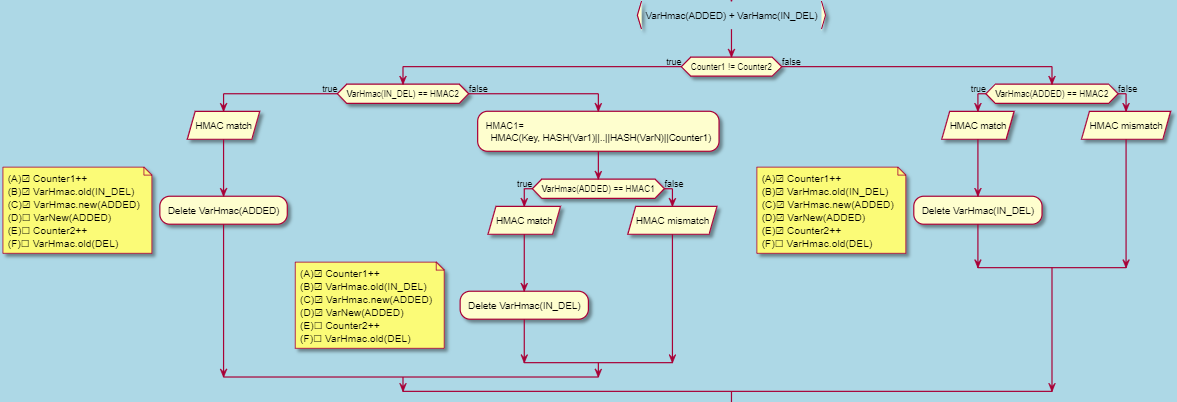 VarHmac(ADDED) + VarHamc(IN_DEL)
true
Counter1 != Counter2
false
true
VarHmac(IN_DEL) == HMAC2
false
true
VarHmac(ADDED) == HMAC2
false
HMAC match
HMAC1=
HMAC(Key, HASH(Var1)||..||HASH(VarN)||Counter1)
HMAC match
HMAC mismatch
(A)☑ Counter1++
(B)☑ VarHmac.old(IN_DEL)
(C)☑ VarHmac.new(ADDED)
(D)☐ VarNew(ADDED)
(E)☐ Counter2++
(F)☐ VarHmac.old(DEL)
Delete VarHmac(ADDED)
true
VarHmac(ADDED) == HMAC1
false
HMAC match
HMAC mismatch
(A)☑ Counter1++
(B)☑ VarHmac.old(IN_DEL)
(C)☑ VarHmac.new(ADDED)
(D)☑ VarNew(ADDED)
(E)☑ Counter2++
(F)☐ VarHmac.old(DEL)
Delete VarHmac(IN_DEL)
(A)☑ Counter1++
(B)☑ VarHmac.old(IN_DEL)
(C)☑ VarHmac.new(ADDED)
(D)☑ VarNew(ADDED)
(E)☐ Counter2++
(F)☐ VarHmac.old(DEL)
Delete VarHmac(IN_DEL)